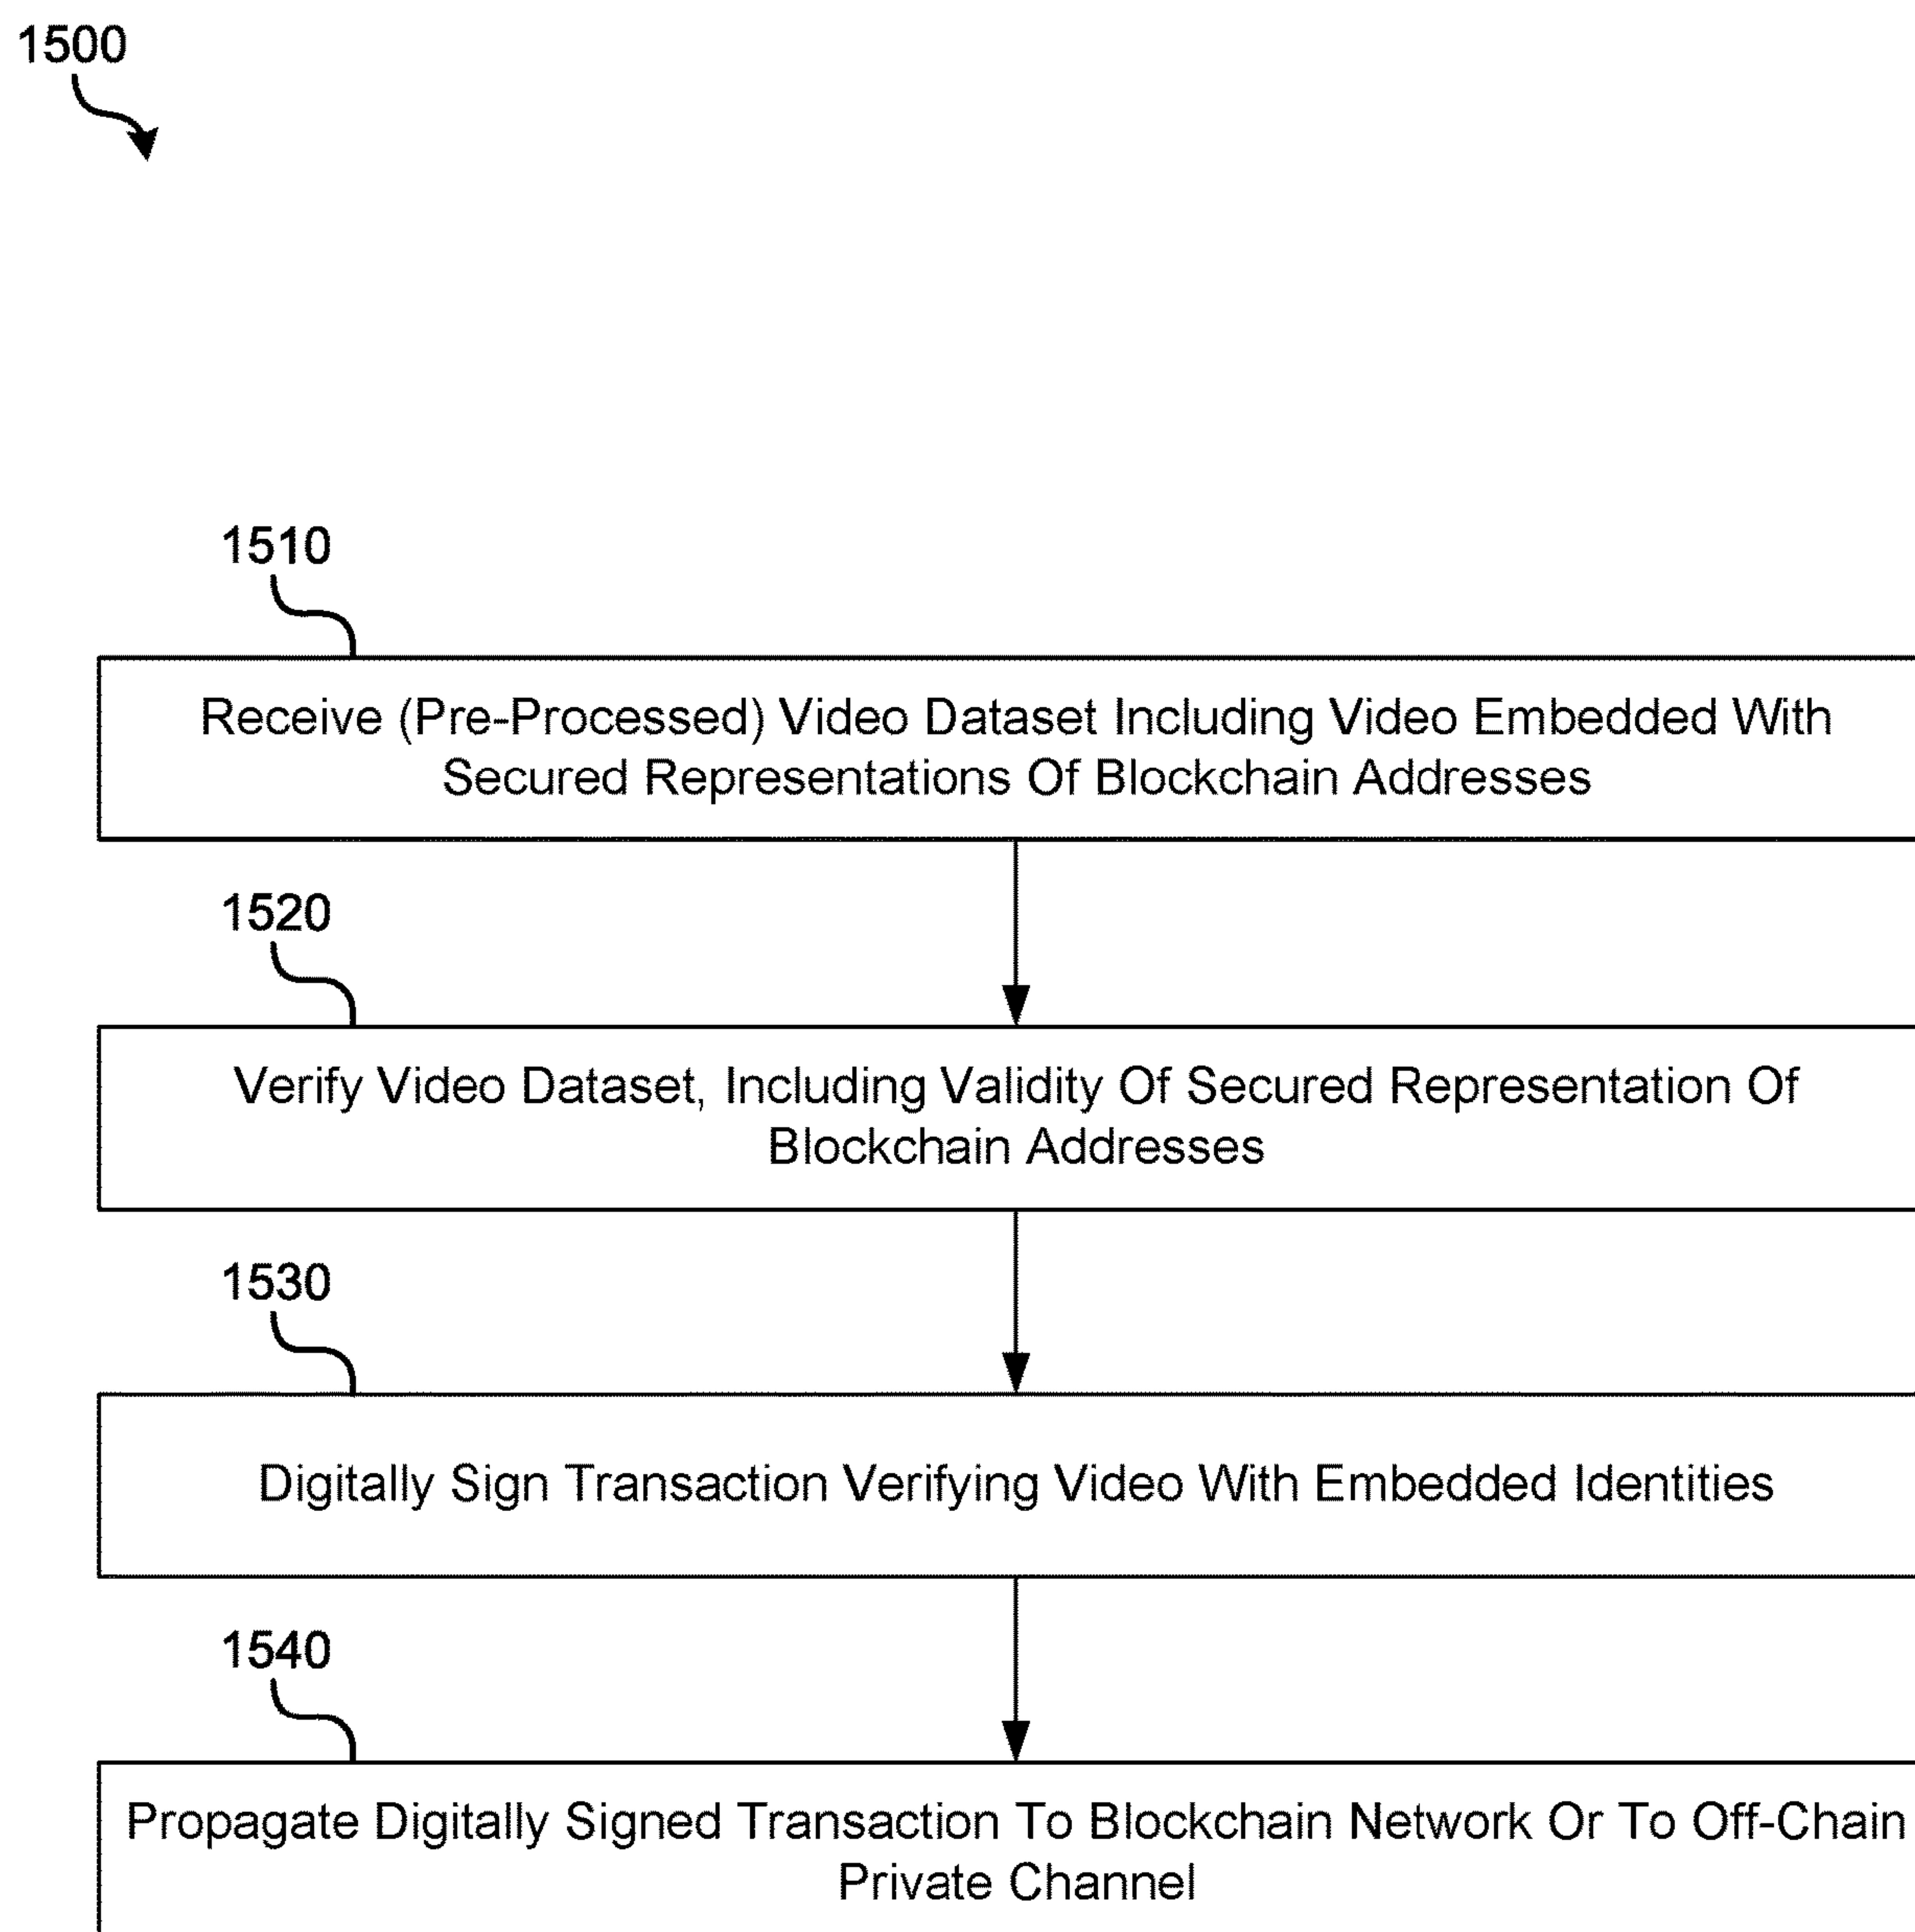 1500
1510
Receive (Pre-Processed) Video Dataset Including Video Embedded With
Secured Representations Of Blockchain Addresses
1520
Verify Video Dataset, Including Validity Of Secured Representation Of
Blockchain Addresses
1530
Digitally Sign Transaction Verifying Video With Embedded Identities
1540
Propagate Digitally Signed Transaction To Blockchain Network Or To Off-Chain
Private Channel